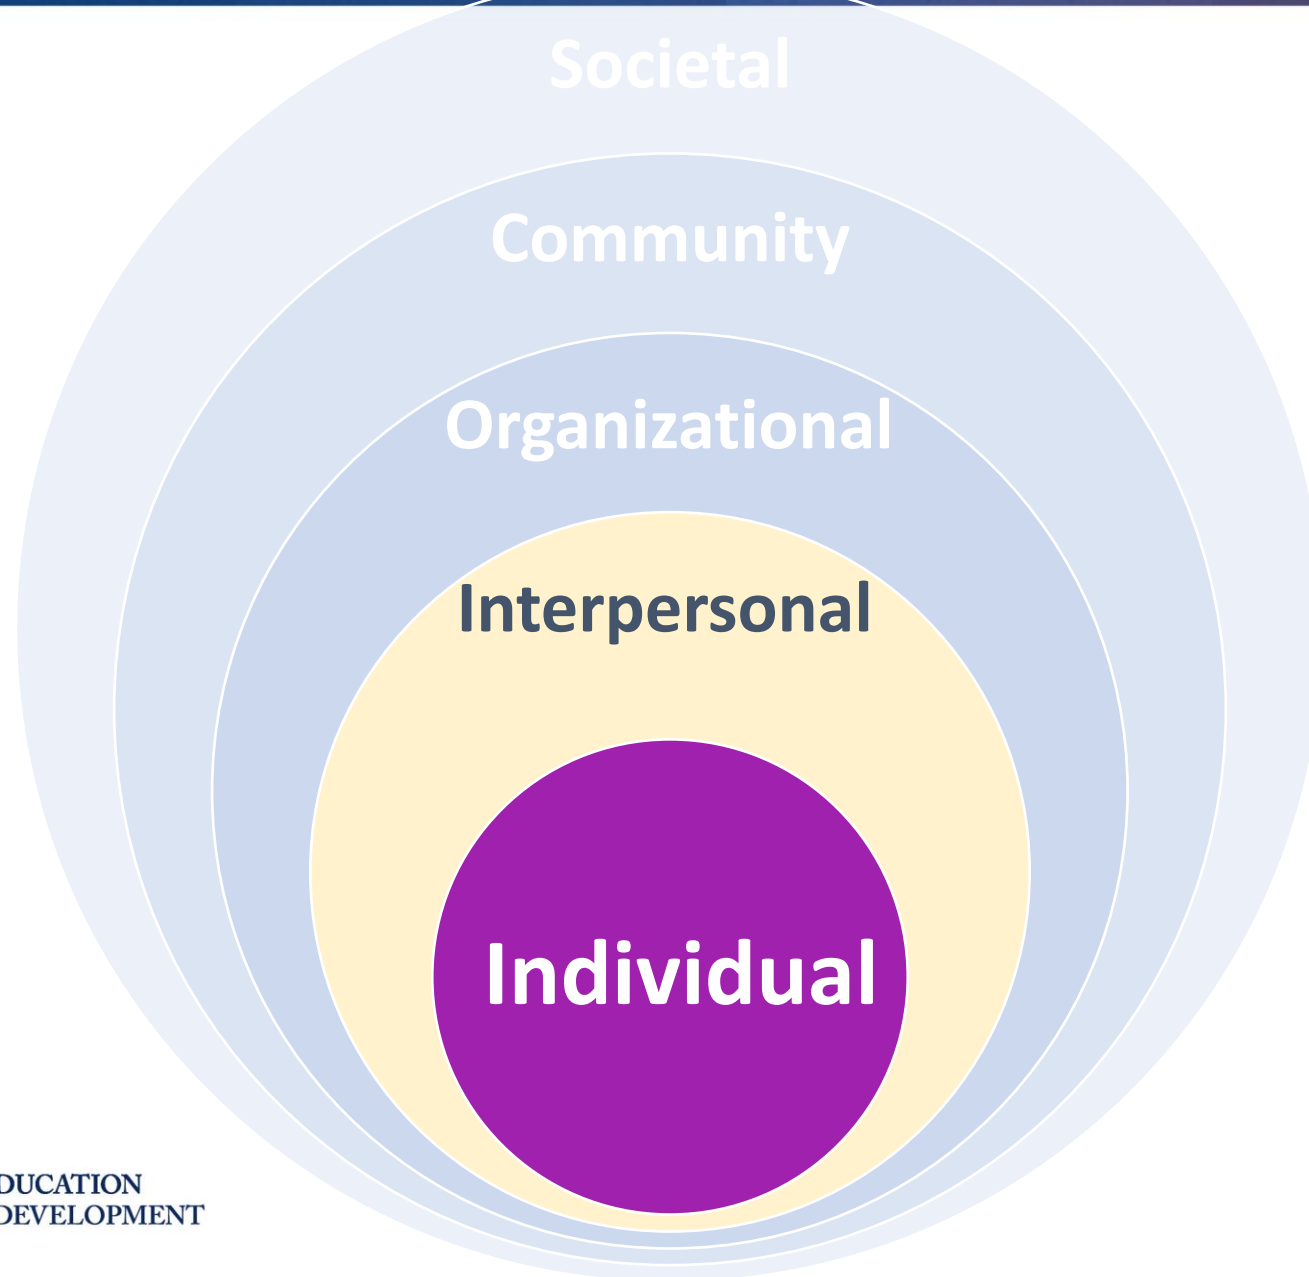 Societal
Community
Organizational
Interpersonal
Individual
DUCATION
DEVELOPMENT